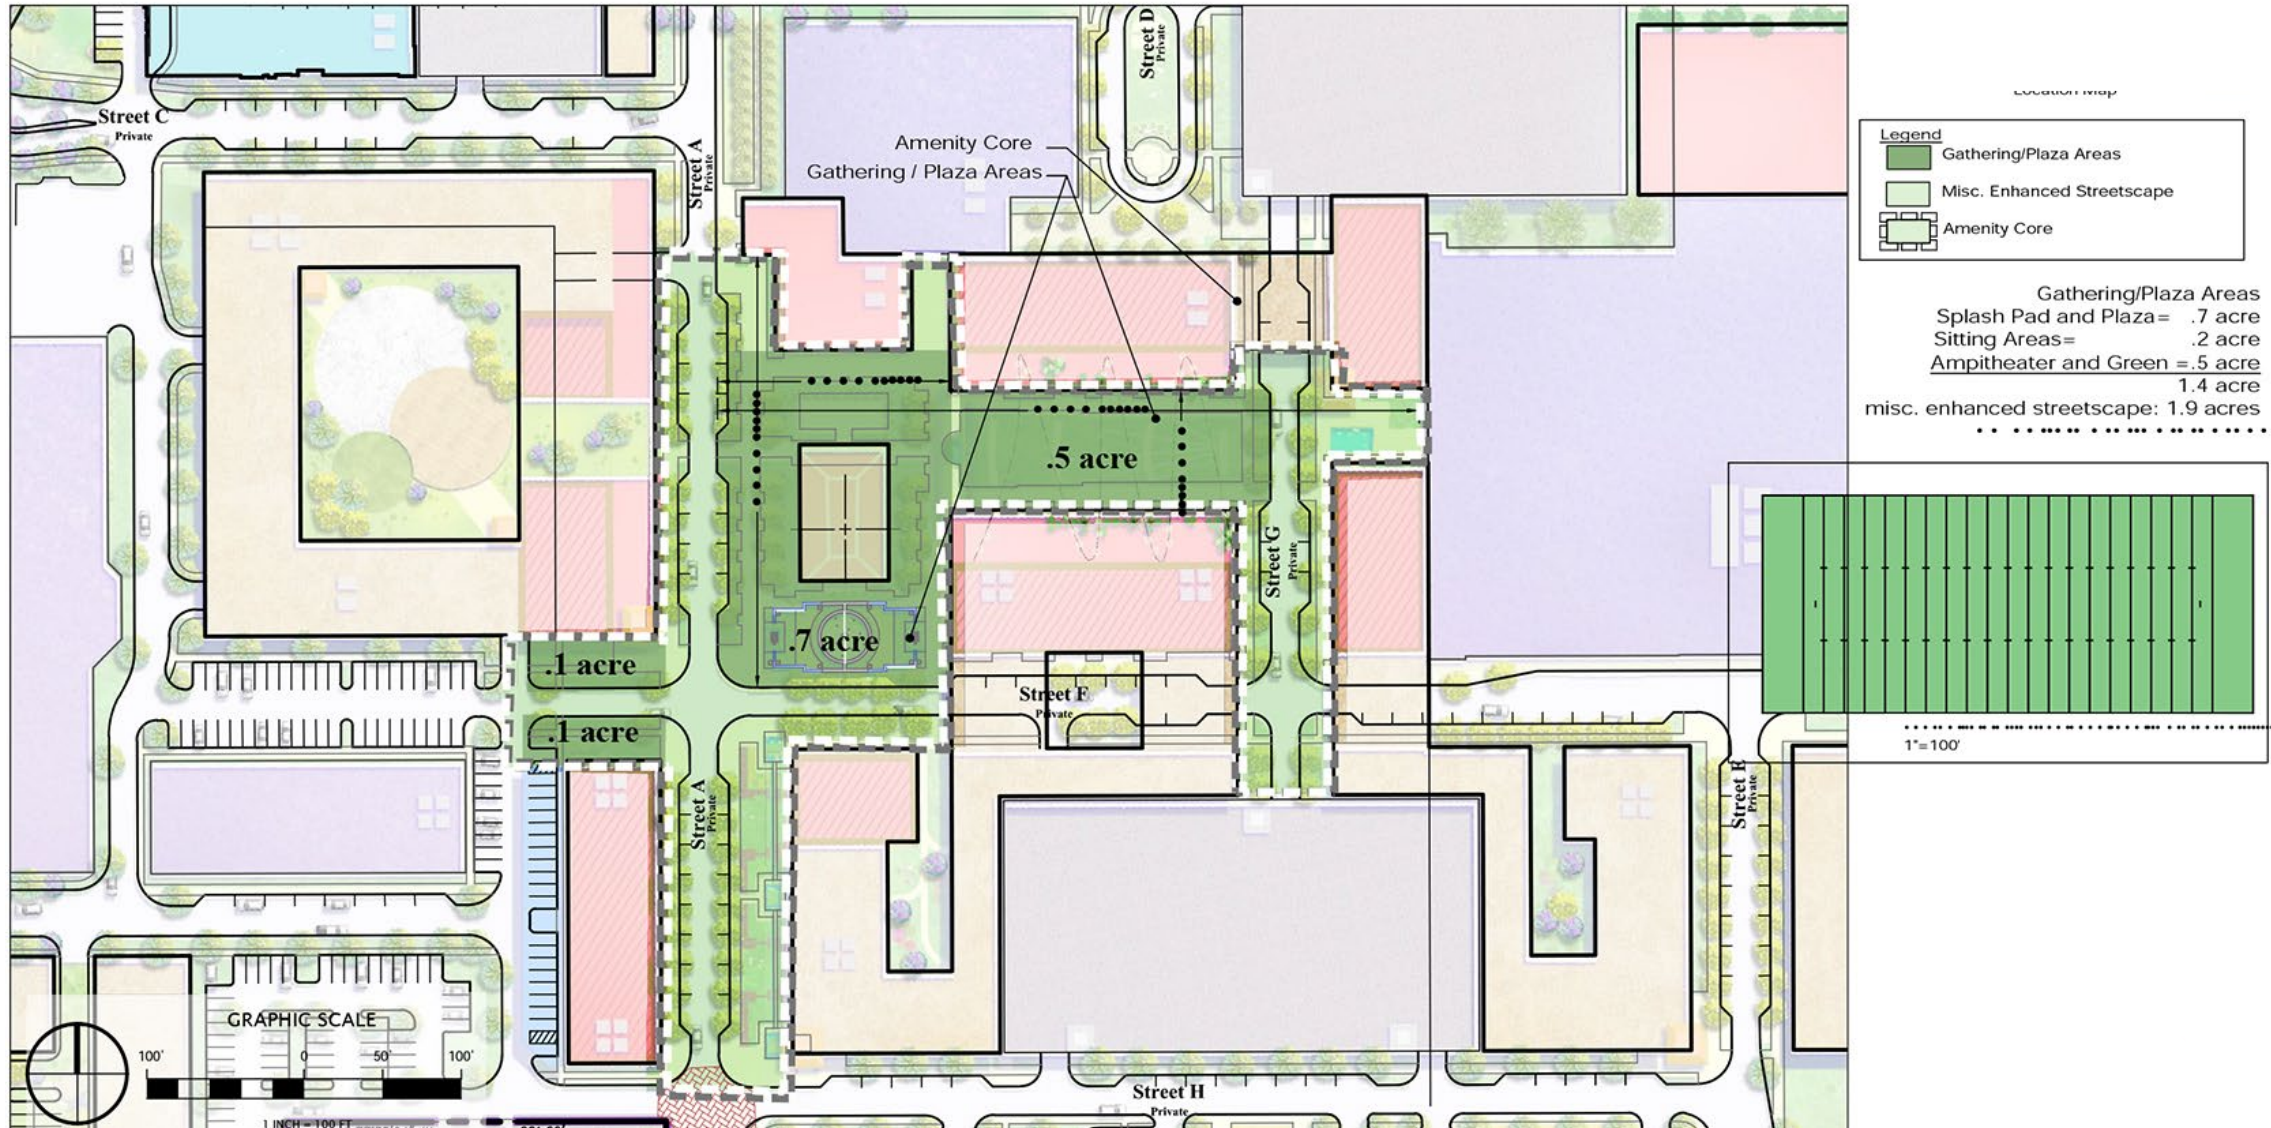 Street D
Private
Location Map
Street C
Private
Street A
Private
Amenity Core
Gathering / Plaza Areas
Legend
Gathering/Plaza Areas
Misc. Enhanced Streetscape
Amenity Core
Gathering/Plaza Areas
Splash Pad and Plaza= .7 acre
Sitting Areas= .2 acre
Ampitheater and Green =.5 acre
1.4 acre
misc. enhanced streetscape: 1.9 acres
.5 acre
Street G
Private
.7 acre
.1 acre
Street F
Private
.1 acre
1"=100'
Street A
Private
Street E
Private
GRAPHIC SCALE
100' 0 50' 100'
Street H
Private
1 INCH = 100 FT